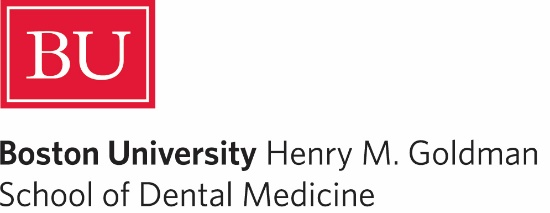 BU
Boston University Henry M. Goldman
School of Dental Medicine